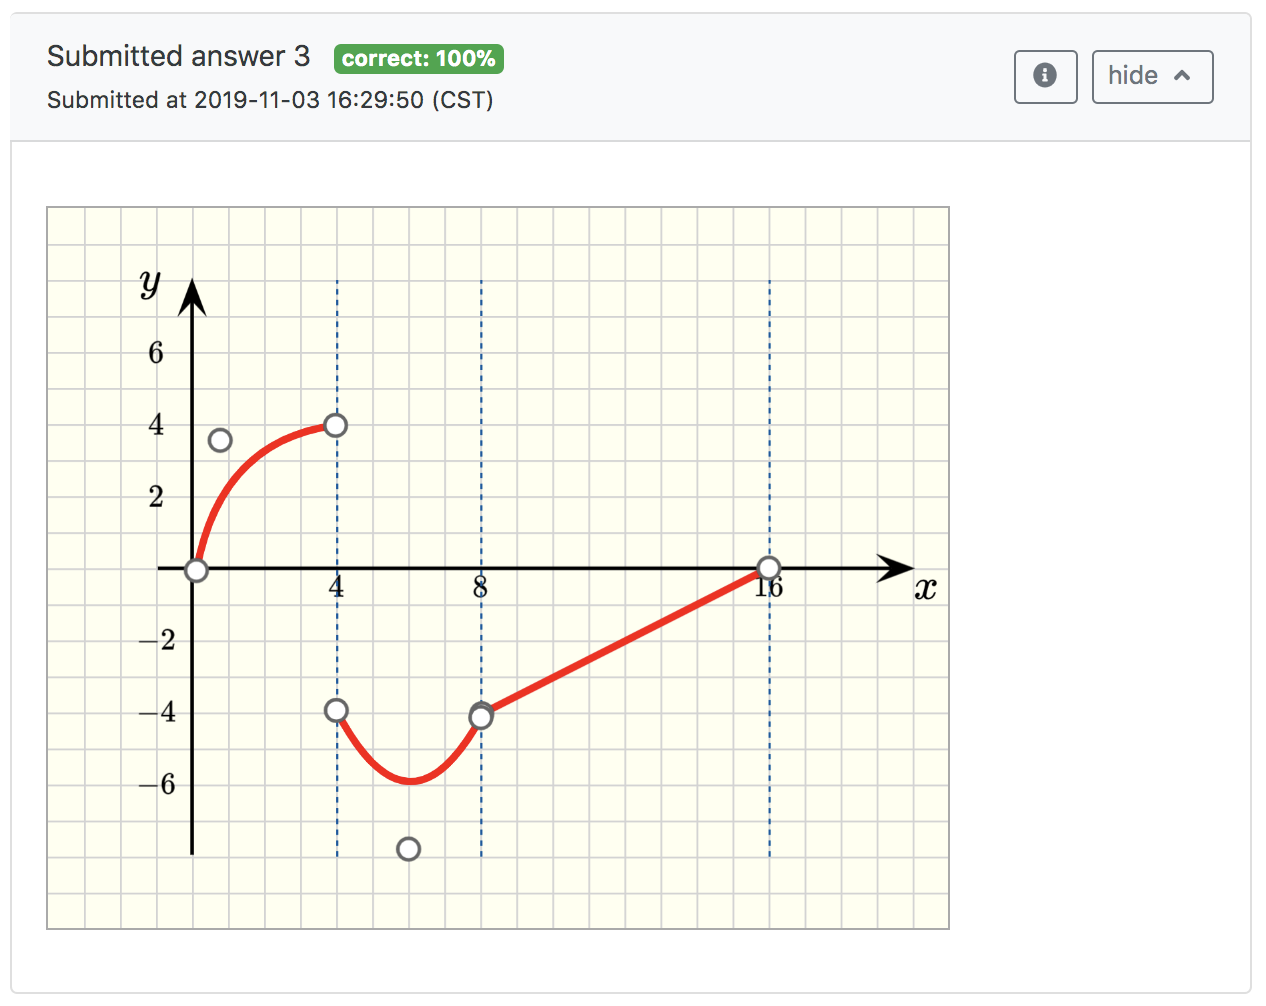 Submitted answer 3 correct: 100%
Submitted at 2019-11-03 16:29:50 (CST)
hide
y
6
4
2
4 8 16 x
−2
−4
−6